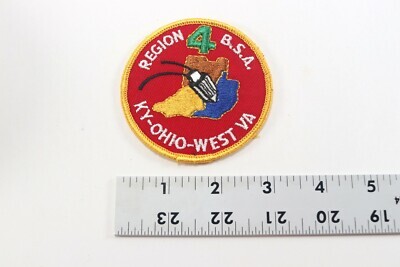 REGION 4 B.S.A.
KY-OHIO-WEST VA
1 2 3 4 5
23 22 21 20 19